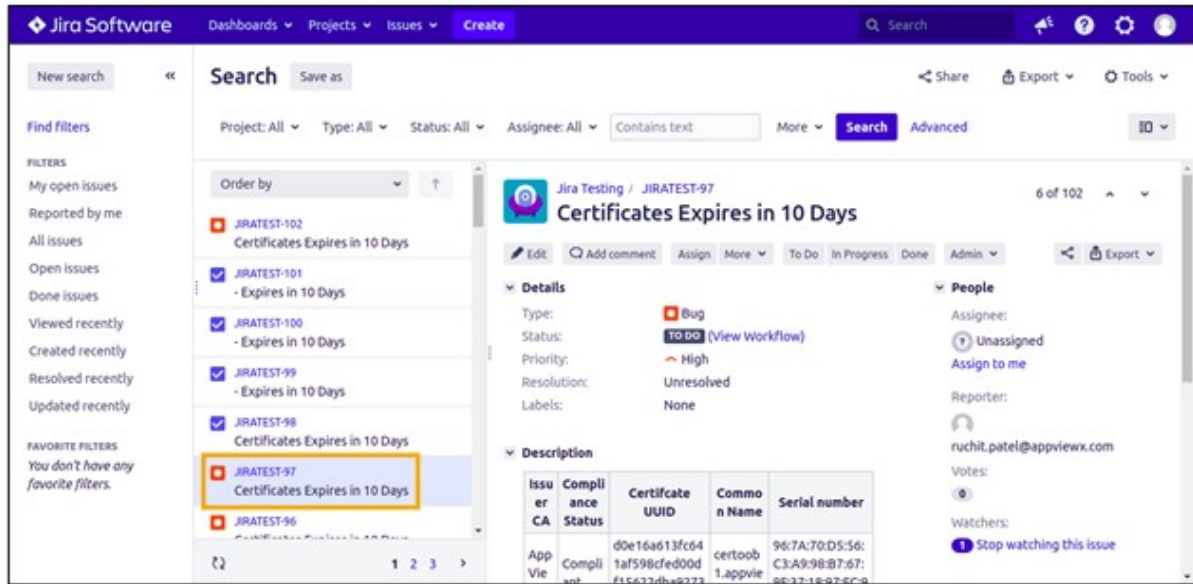 Jira Software
Dashboards Projects Issues Create
Search
New search
Search Save as
Share Export Tools
Find filters
Project: All Type: All Status: All Assignee: All Contains text More Search Advanced
FILTERS
My open issues
Reported by me
All issues
Open issues
Done issues
Viewed recently
Created recently
Resolved recently
Updated recently
FAVORITE FILTERS
You don't have any
favorite filters.
Order by
JIRATEST-102
Certificates Expires in 10 Days
JIRATEST-101
- Expires in 10 Days
JIRATEST-100
- Expires in 10 Days
JIRATEST-99
- Expires in 10 Days
JIRATEST-98
Certificates Expires in 10 Days
JIRATEST-97
Certificates Expires in 10 Days
JIRATEST-96
1 2 3
Jira Testing / JIRATEST-97
6 of 102
Certificates Expires in 10 Days
Edit Add comment Assign More To Do In Progress Done Admin Export
Details
Type: Bug
Status: TO DO (View Workflow)
Priority: High
Resolution: Unresolved
Labels: None
Description
Issu
er
CA
Compli
ance
Status
Certifcate
UUID
Commo
n Name
Serial number
App
Vie
Compli
d0e16a613fc64
1af598cfed00d
certoob
1.appvie
96:7A:70:D5:56:
C3:A9:98:B7:67:
People
Assignee:
Unassigned
Assign to me
Reporter:
ruchit.patel@appviewx.com
Votes:
0
Watchers:
1 Stop watching this issue